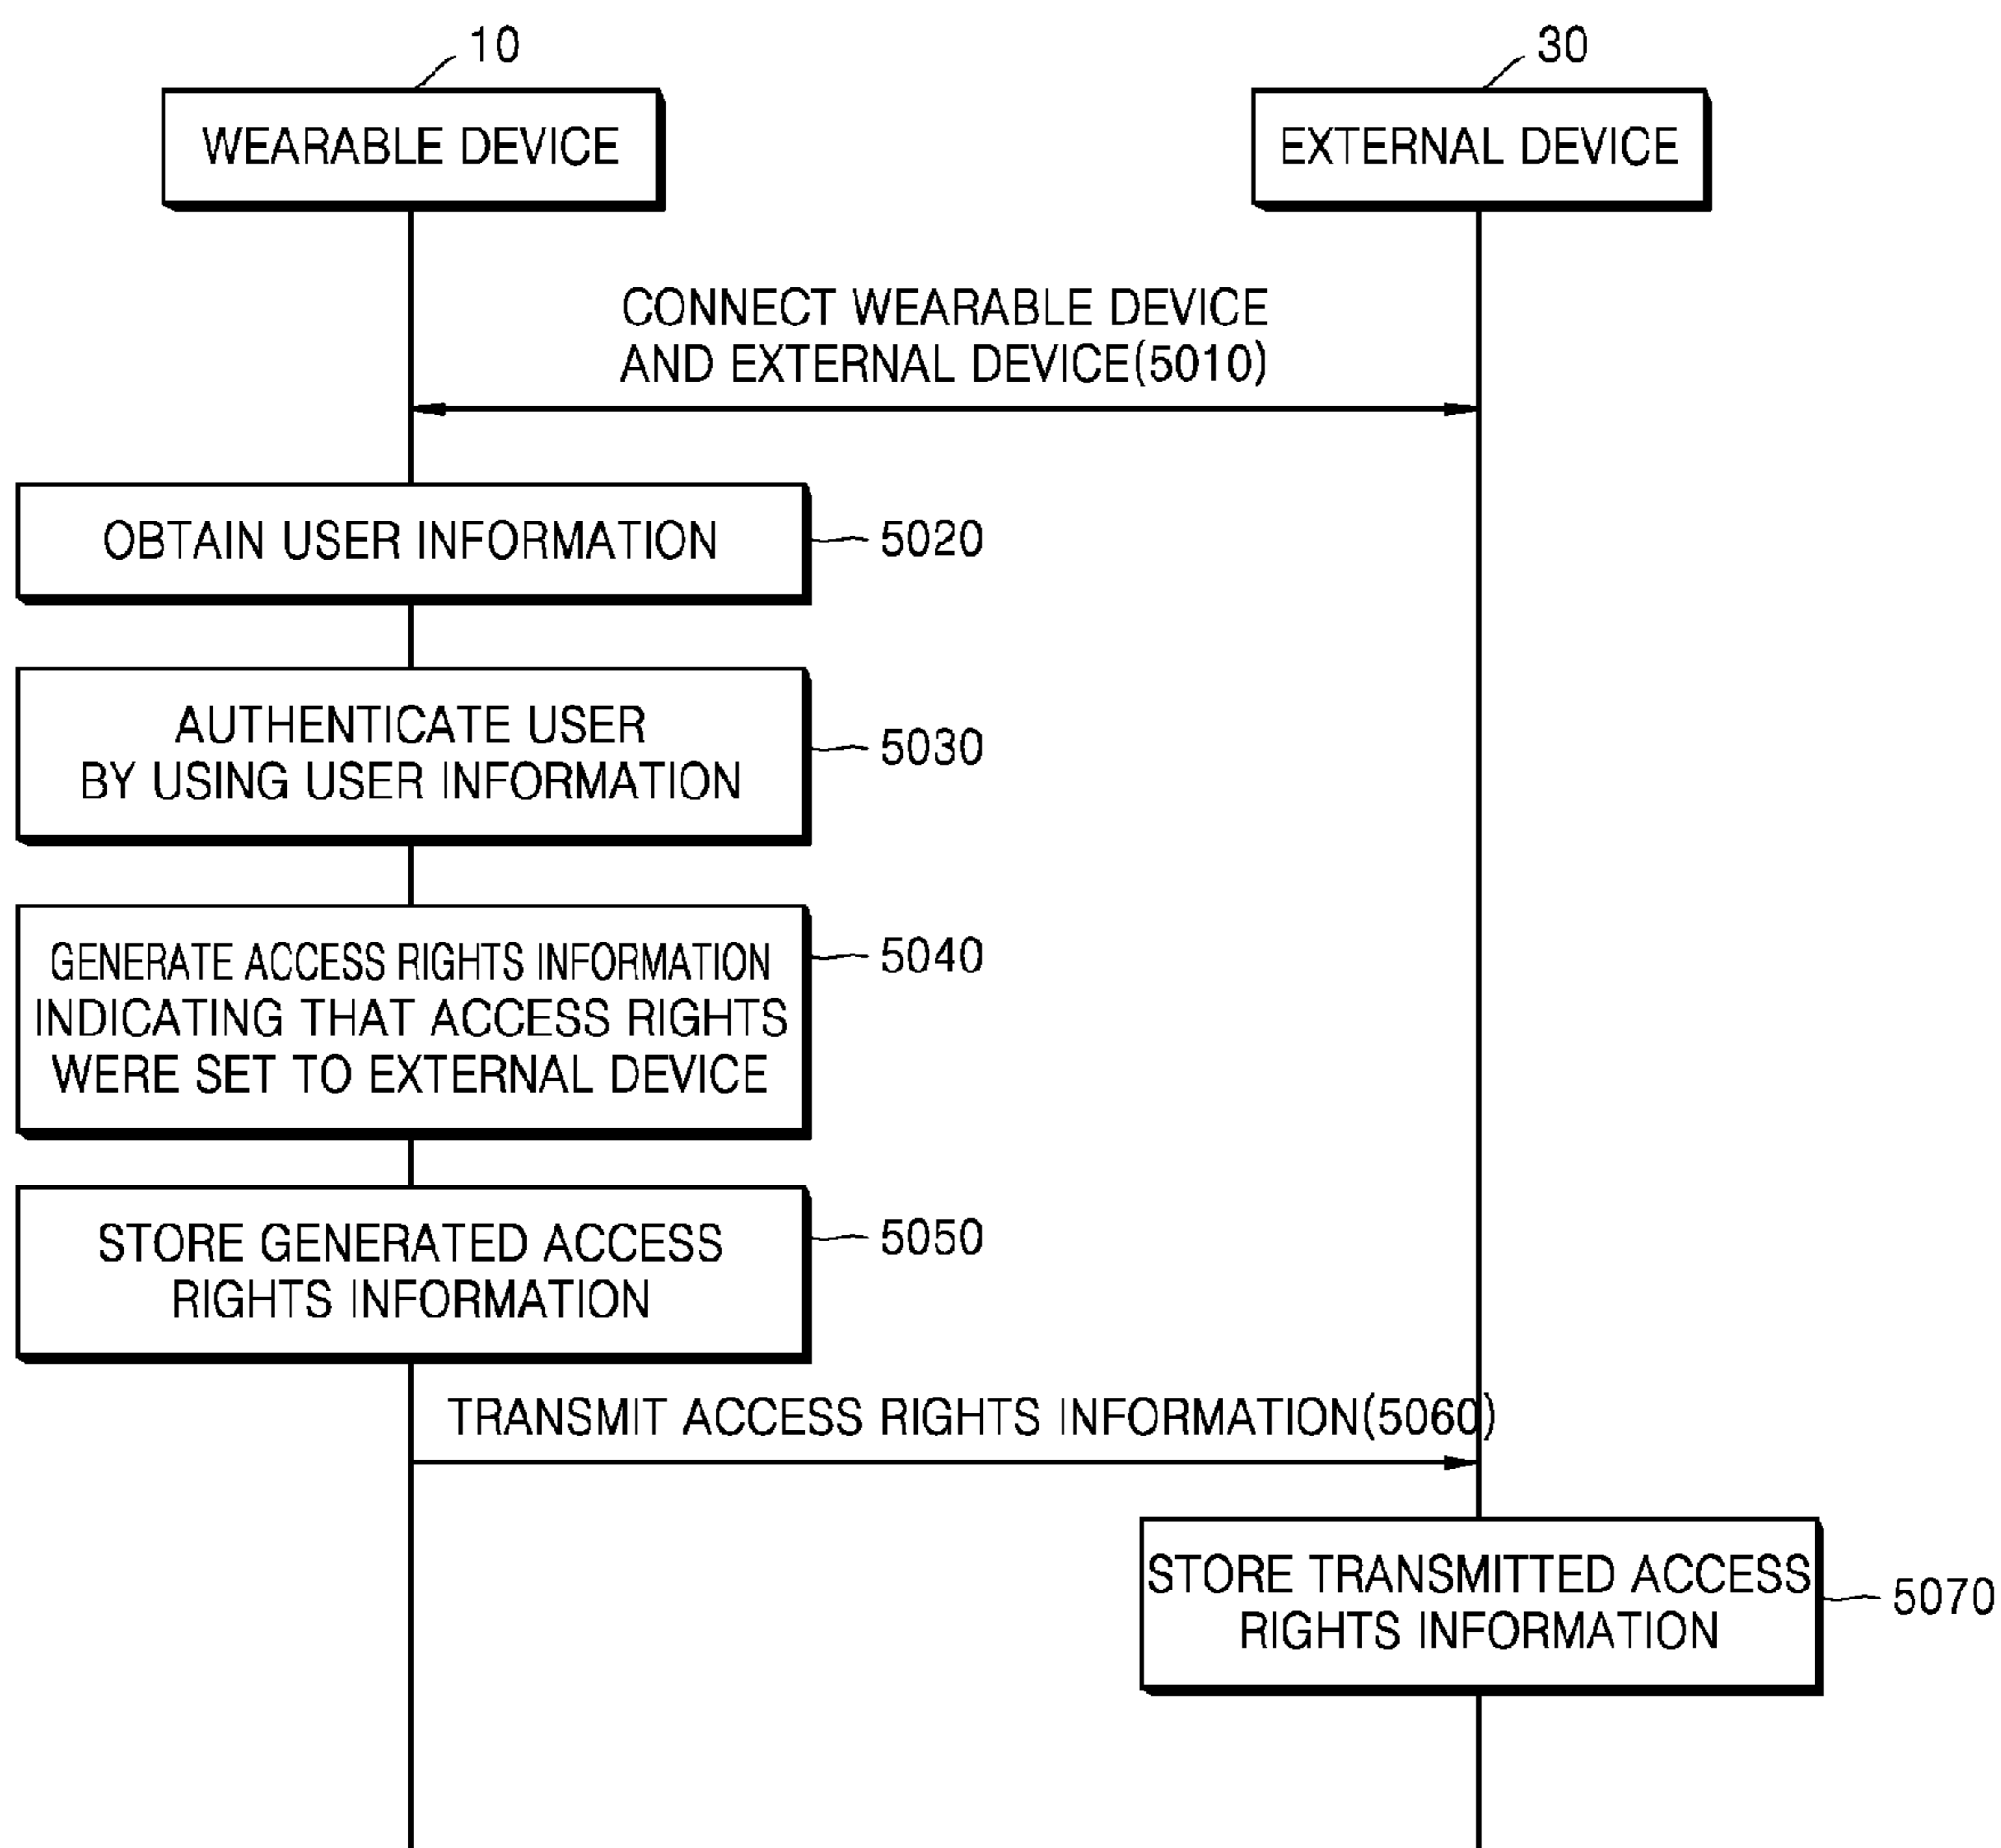 10
30
WEARABLE DEVICE
EXTERNAL DEVICE
CONNECT WEARABLE DEVICE
AND EXTERNAL DEVICE(5010)
OBTAIN USER INFORMATION
5020
AUTHENTICATE USER
BY USING USER INFORMATION
5030
GENERATE ACCESS RIGHTS INFORMATION
INDICATING THAT ACCESS RIGHTS
WERE SET TO EXTERNAL DEVICE
5040
STORE GENERATED ACCESS
RIGHTS INFORMATION
5050
TRANSMIT ACCESS RIGHTS INFORMATION(5060)
STORE TRANSMITTED ACCESS
RIGHTS INFORMATION
5070